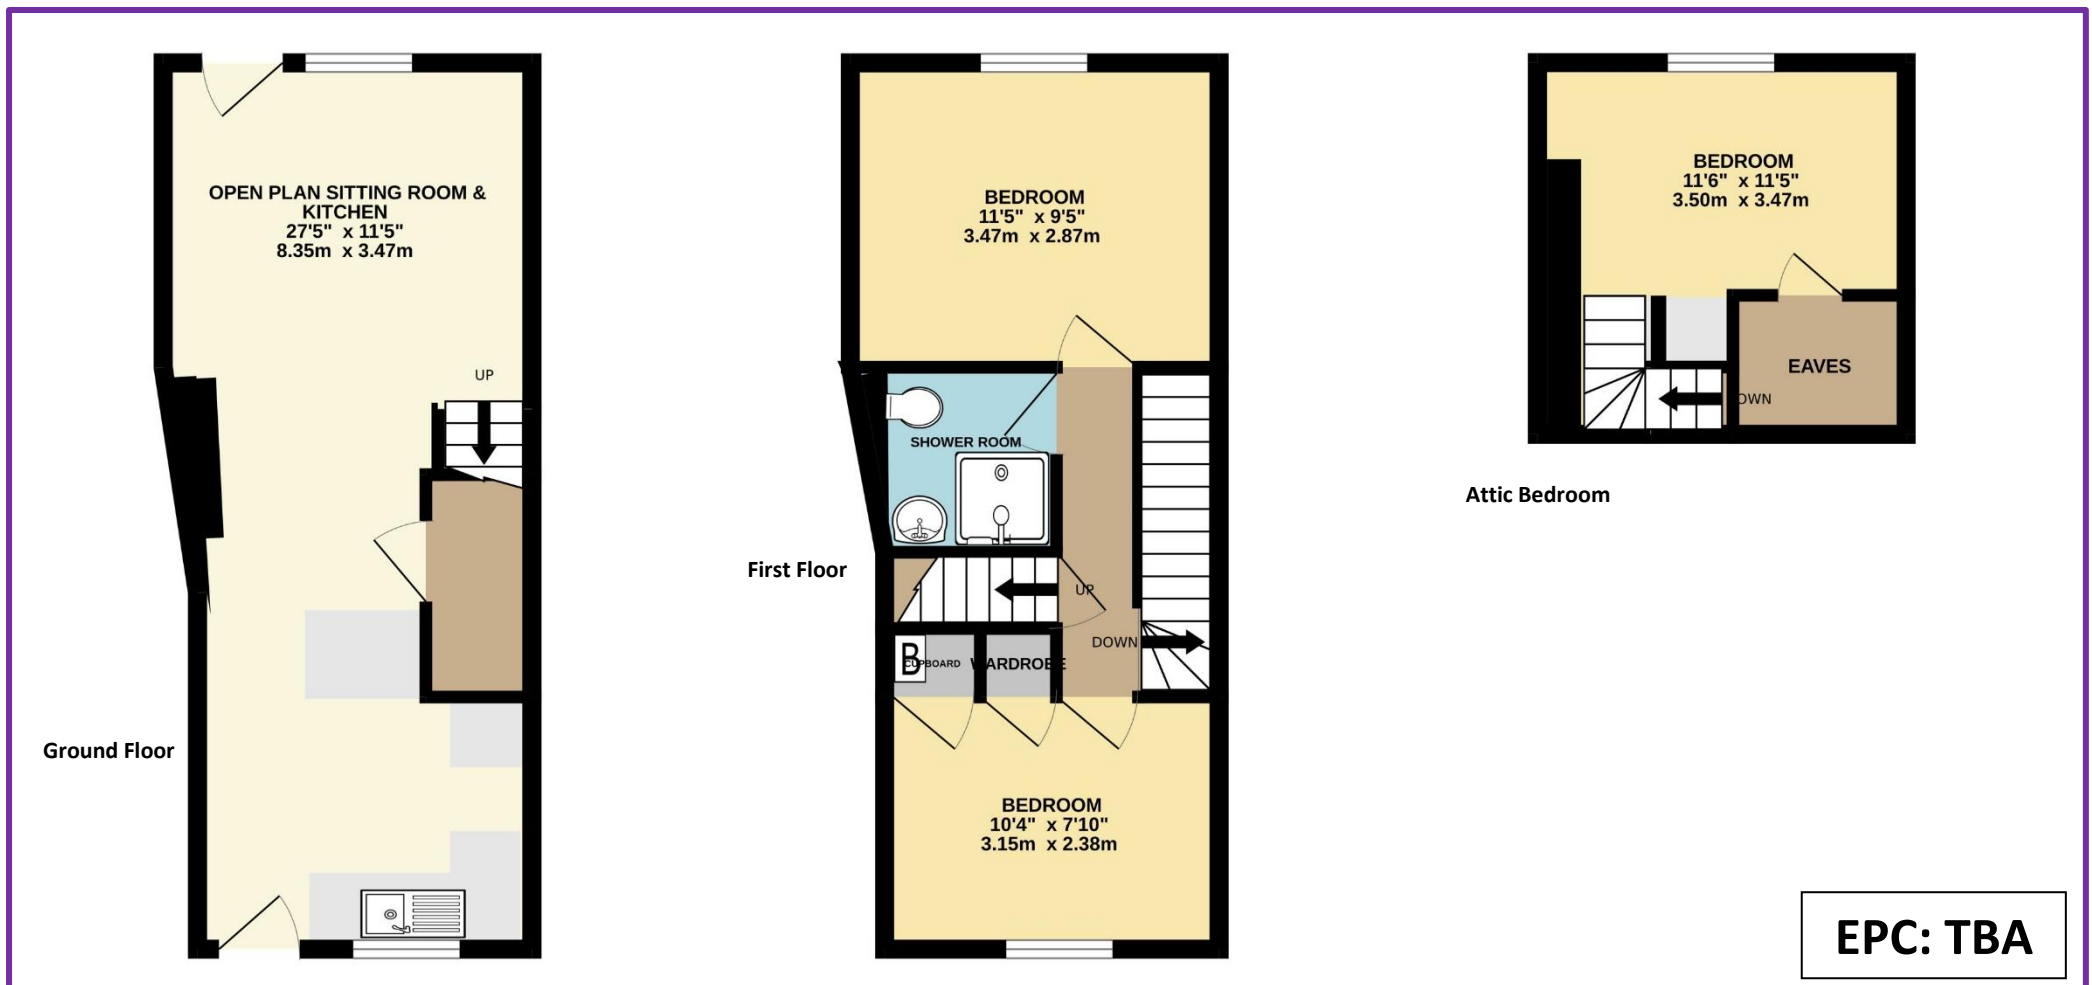 OPEN PLAN SITTING ROOM &
KITCHEN
27'5" x 11'5"
8.35m x 3.47m
UP
Ground Floor
BEDROOM
11'5" x 9'5"
3.47m x 2.87m
SHOWER ROOM
First Floor
UP
DOWN
B
CUPBOARD
WARDROBE
BEDROOM
10'4" x 7'10"
3.15m x 2.38m
BEDROOM
11'6" x 11'5"
3.50m x 3.47m
EAVES
DOWN
Attic Bedroom
EPC: TBA